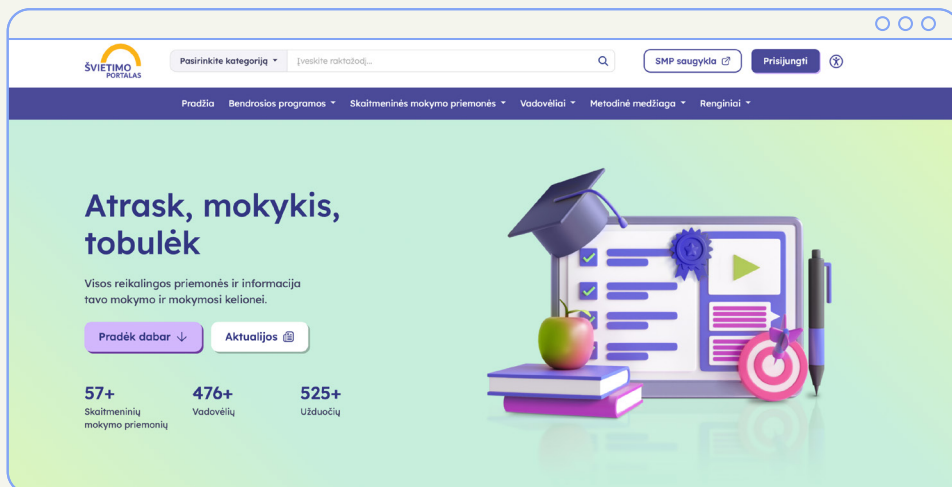 ŠVIETIMO
PORTALAS
Pasirinkite kategoriją
Įveskite raktažodį...
SMP saugykla
Prisijungti
Pradžia Bendrosios programos Skaitmeninės mokymo priemonės Vadovėliai Metodinė medžiaga Renginiai
Atrask, mokykis,
tobulėk
Visos reikalingos priemonės ir informacija
tavo mokymo ir mokymosi kelionei.
Pradėk dabar
Aktualijos
57+ 476+ 525+
Skaitmeninių Vadovėlių Užduočių
mokymo priemonių